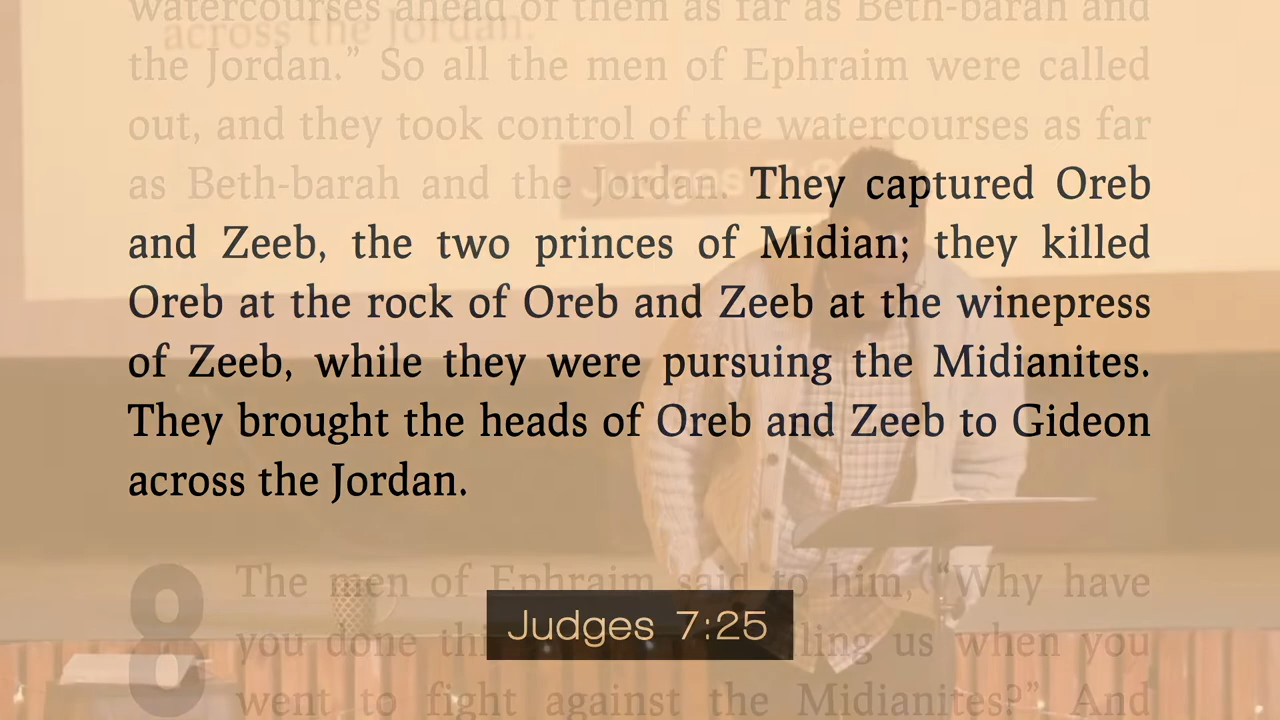 watercourses ahead of them as far as Beth-barah and
across the Jordan.
the Jordan.” So all the men of Ephraim were called
out, and they took control of the watercourses as far
as Beth-barah and the Jordan. They captured Oreb
and Zeeb, the two princes of Midian; they killed
Oreb at the rock of Oreb and Zeeb at the winepress
of Zeeb, while they were pursuing the Midianites.
They brought the heads of Oreb and Zeeb to Gideon
across the Jordan.
8 The men of Ephraim said to him, “Why have
you done ling us when you
went to fight against the Midianites?” And
Judges 7:25